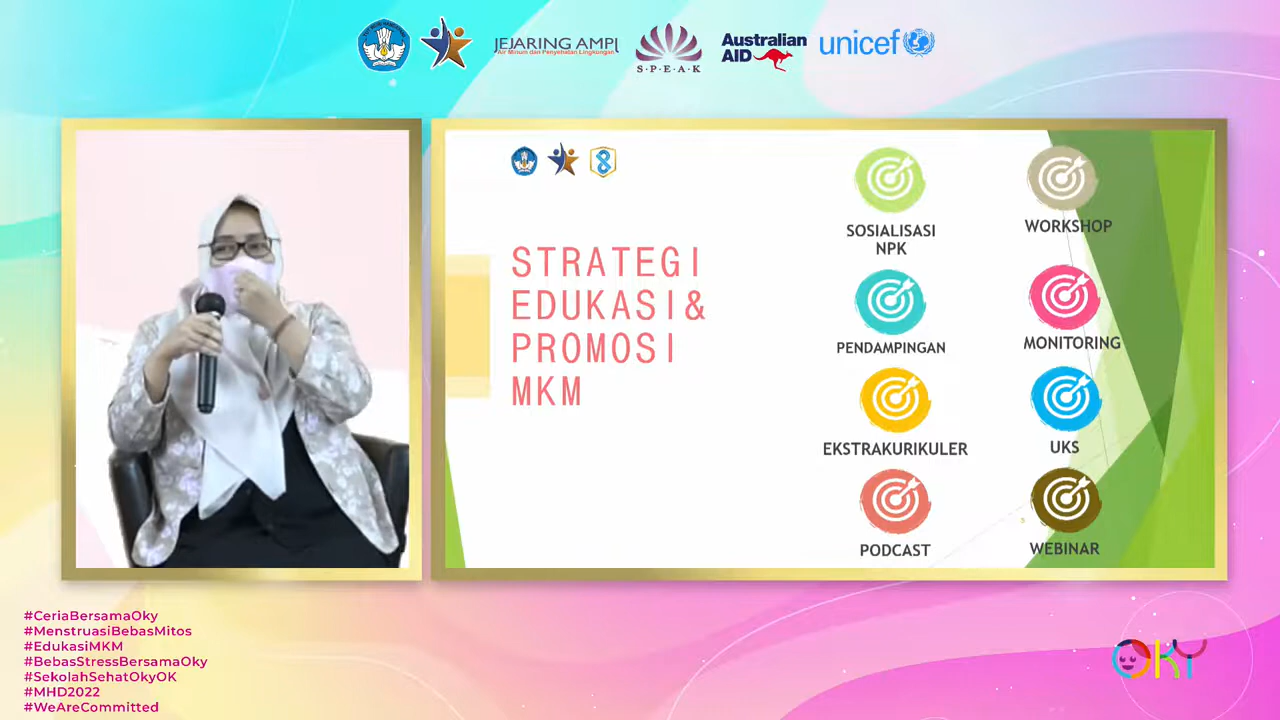 JEJARING AMPL
Air Minum dan Penyehatan Lingkungan
S·P·E·A·K
Australian
AID
unicef
STRATEGI
EDUKASI&
PROMOSI
MKM
SOSIALISASI
NPK
WORKSHOP
PENDAMPINGAN
MONITORING
EKSTRAKURIKULER
UKS
PODCAST
WEBINAR
#CeriaBersamaOky
#MenstruasiBebasMitos
#EdukasiMKM
#BebasStressBersamaOky
#SekolahSehatOkyOK
#MHD2022
#WeAreCommitted
OKY